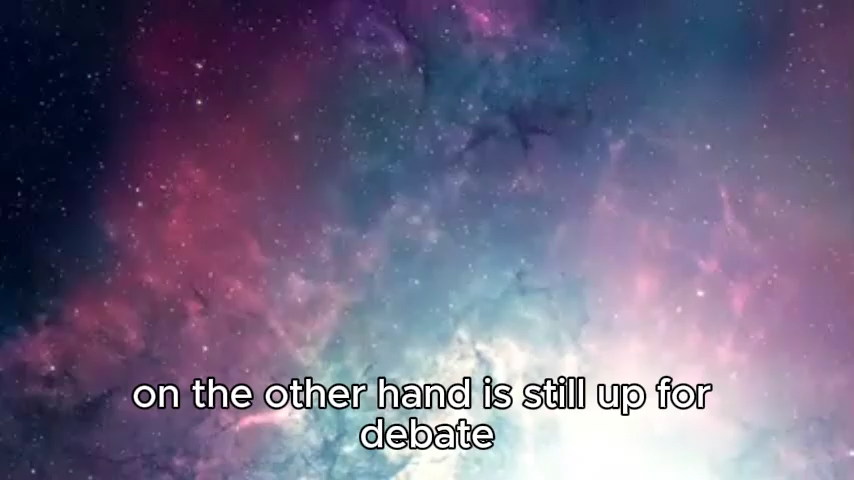 on the other hand is still up for
debate